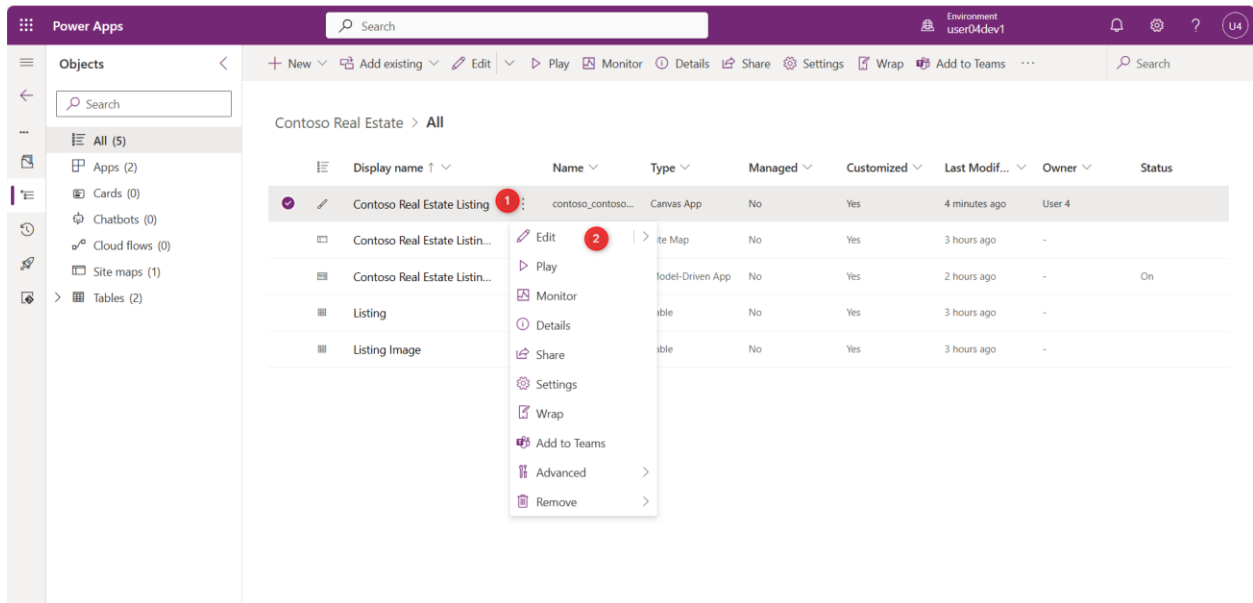 Power Apps
Search
Environment
user04dev1
?
U4
Objects
New
Add existing
Edit
Play
Monitor
Details
Share
Settings
Wrap
Add to Teams
...
Search
Search
All (5)
Apps (2)
Cards (0)
Chatbots (0)
Cloud flows (0)
Site maps (1)
Tables (2)
Contoso Real Estate > All
Display name ↑ Name Type Managed Customized Last Modif... Owner Status
Contoso Real Estate Listing 1 contoso_contoso... Canvas App No Yes 4 minutes ago User 4
Contoso Real Estate Listin... te Map No Yes 3 hours ago -
Contoso Real Estate Listin... Model-Driven App No Yes 2 hours ago - On
Listing able No Yes 3 hours ago -
Listing Image able No Yes 3 hours ago -
Edit 2
Play
Monitor
Details
Share
Settings
Wrap
Add to Teams
Advanced
Remove